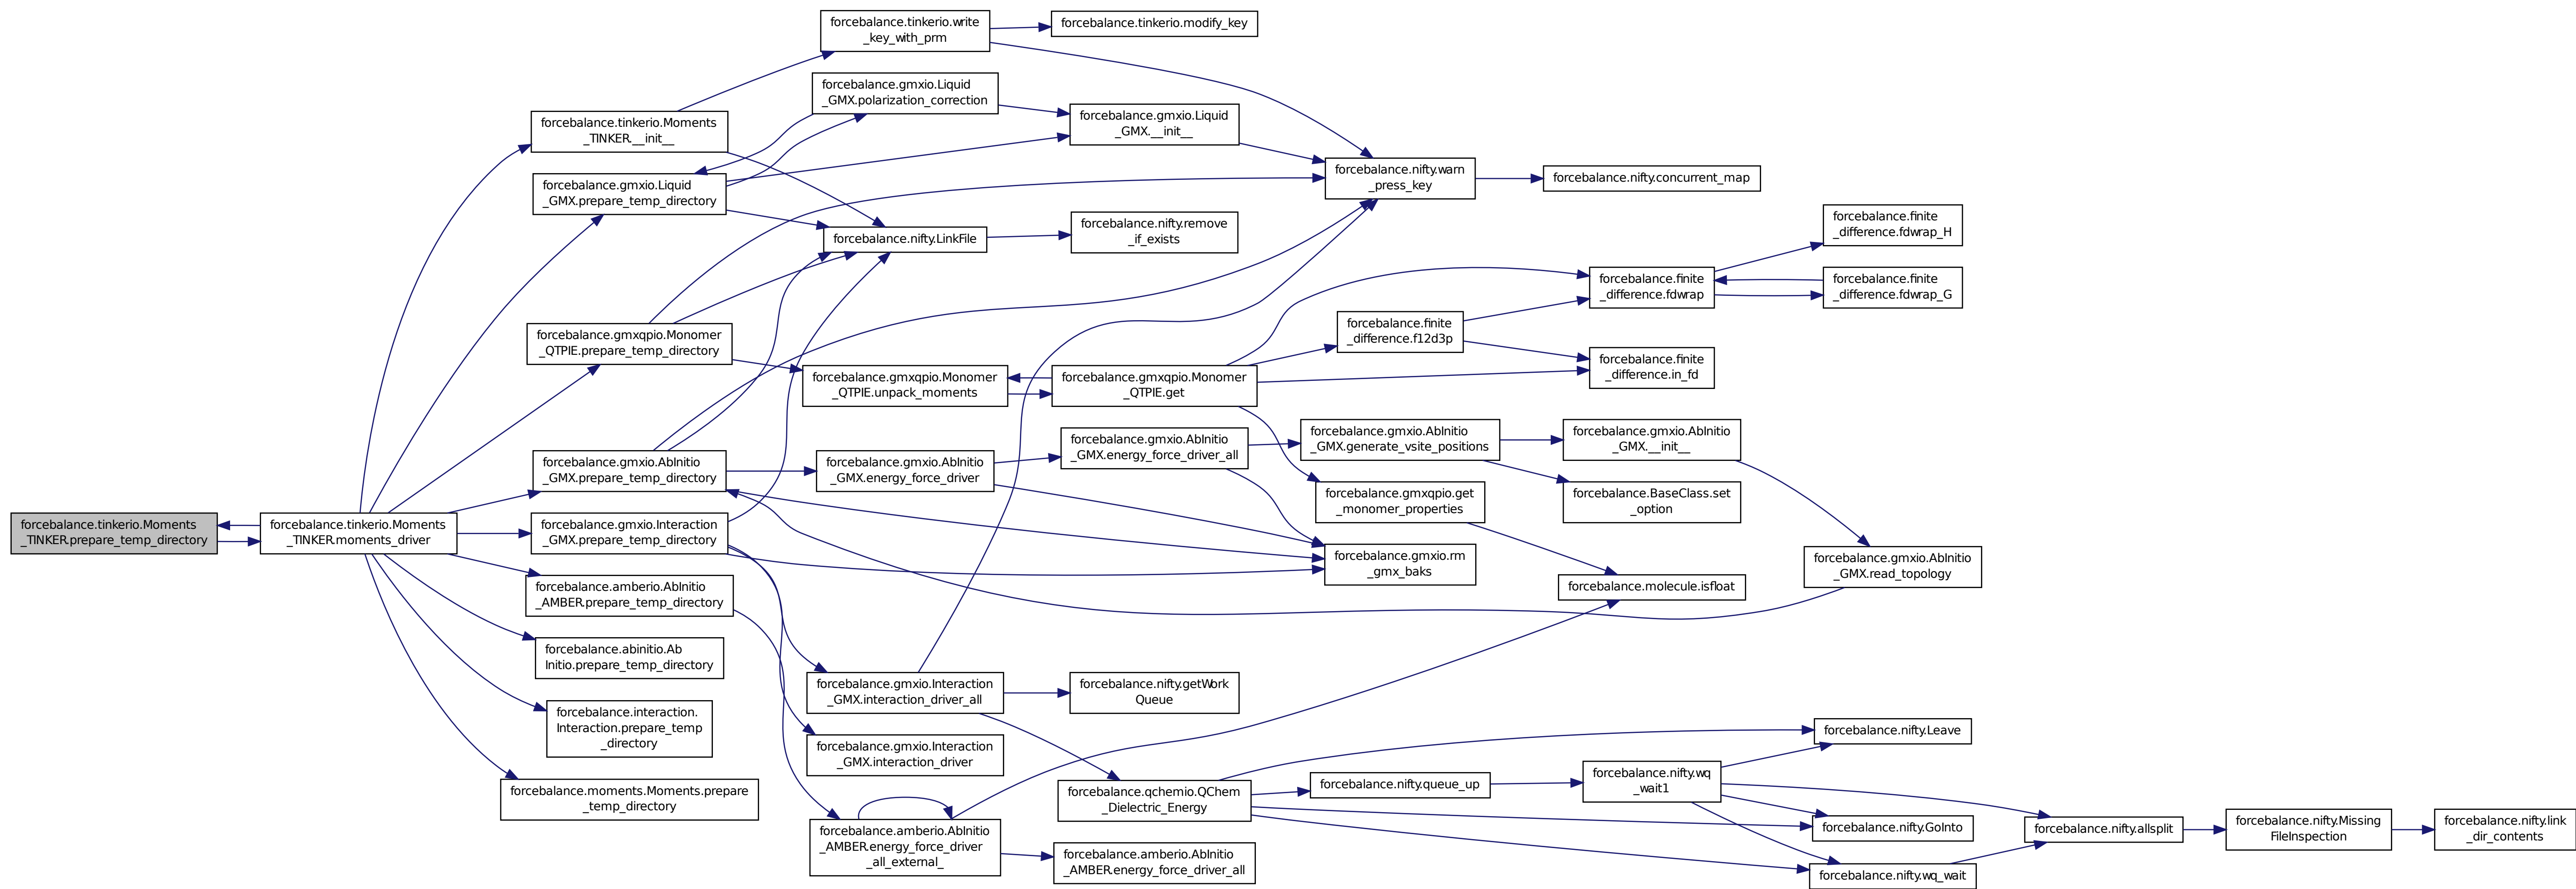 forcebalance.tinkerio.Moments
_TINKER.prepare_temp_directory
forcebalance.tinkerio.Moments
_TINKER.moments_driver
forcebalance.tinkerio.Moments
_TINKER.__init__
forcebalance.gmxio.Liquid
_GMX.prepare_temp_directory
forcebalance.gmxqpio.Monomer
_QTPIE.prepare_temp_directory
forcebalance.gmxio.AbInitio
_GMX.prepare_temp_directory
forcebalance.gmxio.Interaction
_GMX.prepare_temp_directory
forcebalance.amberio.AbInitio
_AMBER.prepare_temp_directory
forcebalance.abinitio.Ab
Initio.prepare_temp_directory
forcebalance.interaction.
Interaction.prepare_temp
_directory
forcebalance.moments.Moments.prepare
_temp_directory
forcebalance.tinkerio.write
_key_with_prm
forcebalance.gmxio.Liquid
_GMX.polarization_correction
forcebalance.nifty.LinkFile
forcebalance.gmxqpio.Monomer
_QTPIE.unpack_moments
forcebalance.gmxio.AbInitio
_GMX.energy_force_driver
forcebalance.gmxio.Interaction
_GMX.interaction_driver_all
forcebalance.gmxio.Interaction
_GMX.interaction_driver
forcebalance.amberio.AbInitio
_AMBER.energy_force_driver
_all_external_
forcebalance.tinkerio.modify_key
forcebalance.gmxio.Liquid
_GMX.__init__
forcebalance.nifty.remove
_if_exists
forcebalance.gmxqpio.Monomer
_QTPIE.get
forcebalance.gmxio.AbInitio
_GMX.energy_force_driver_all
forcebalance.nifty.getWork
Queue
forcebalance.qchemio.QChem
_Dielectric_Energy
forcebalance.amberio.AbInitio
_AMBER.energy_force_driver_all
forcebalance.nifty.warn
_press_key
forcebalance.finite
_difference.f12d3p
forcebalance.gmxio.AbInitio
_GMX.generate_vsite_positions
forcebalance.gmxqpio.get
_monomer_properties
forcebalance.gmxio.rm
_gmx_baks
forcebalance.nifty.queue_up
forcebalance.nifty.concurrent_map
forcebalance.finite
_difference.fdwrap
forcebalance.finite
_difference.in_fd
forcebalance.gmxio.AbInitio
_GMX.__init__
forcebalance.BaseClass.set
_option
forcebalance.molecule.isfloat
forcebalance.nifty.wq
_wait1
forcebalance.finite
_difference.fdwrap_H
forcebalance.finite
_difference.fdwrap_G
forcebalance.gmxio.AbInitio
_GMX.read_topology
forcebalance.nifty.Leave
forcebalance.nifty.GoInto
forcebalance.nifty.wq_wait
forcebalance.nifty.allsplit
forcebalance.nifty.Missing
FileInspection
forcebalance.nifty.link
_dir_contents